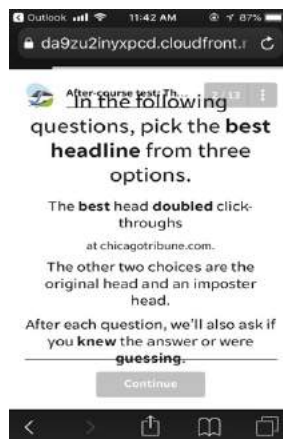 Outlook 11:42 AM 87%
da9zu2inyxpcd.cloudfront.r
After-course test: Th... 2 / 13
In the following
questions, pick the best
headline from three
options.
The best head doubled click-
throughs
at chicagotribune.com.
The other two choices are the
original head and an imposter
head.
After each question, we'll also ask if
you knew the answer or were
guessing.
Continue